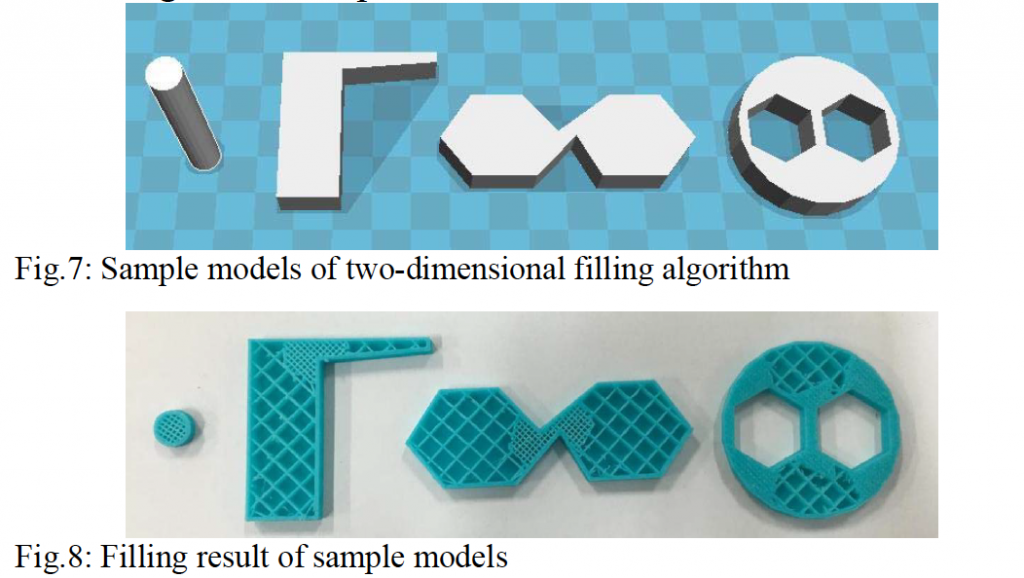 Fig.7: Sample models of two-dimensional filling algorithm
Fig.8: Filling result of sample models